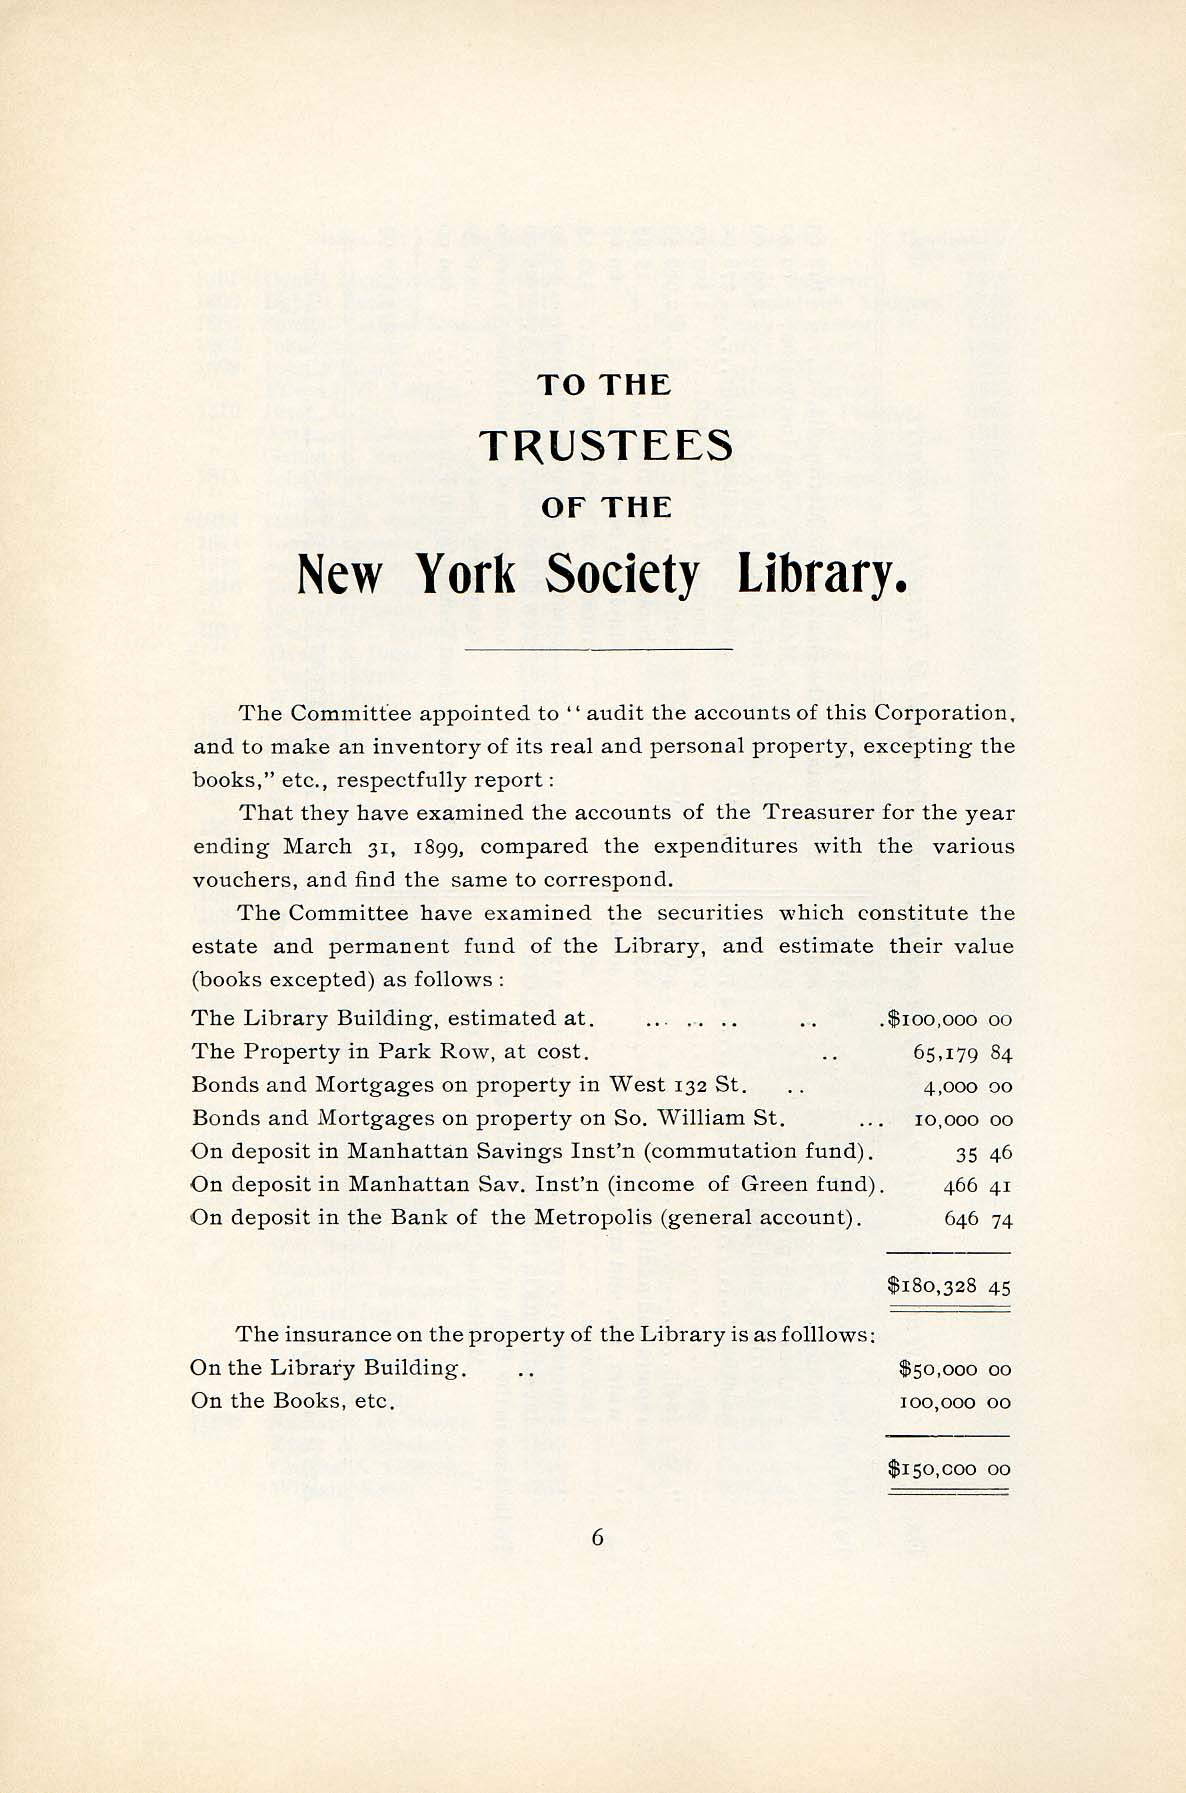 TO THE
TRUSTEES
OF THE
New York Society Library.
The Committee appointed to " audit the accounts of this Corporation,
and to make an inventory of its real and personal property, excepting the
books," etc., respectfully report :
That they have examined the accounts of the Treasurer for the year
ending March 31, 1899, compared the expenditures with the various
vouchers, and find the same to correspond.
The Committee have examined the securities which constitute the
estate and permanent fund of the Library, and estimate their value
(books excepted) as follows :
The Library Building, estimated at. ... .. .. .. .$100,000 00
The Property in Park Row, at cost. .. 65,179 84
Bonds and Mortgages on property in West 132 St. .. 4,000 00
Bonds and Mortgages on property on So. William St. ... 10,000 00
On deposit in Manhattan Savings Inst'n (commutation fund). 35 46
On deposit in Manhattan Sav. Inst'n (income of Green fund). 466 41
On deposit in the Bank of the Metropolis (general account). 646 74
$180,328 45
The insurance on the property of the Library is as folllows:
On the Library Building. .. $50,000 00
On the Books, etc. 100,000 00
$150,000 00
6